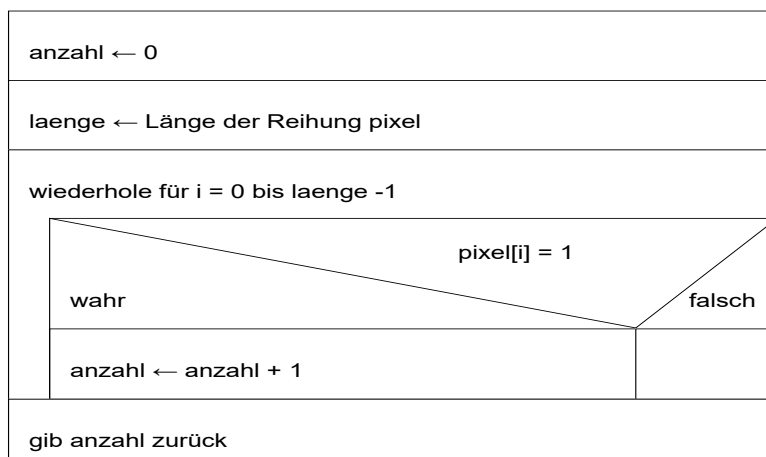 anzahl ← 0
laenge ← Länge der Reihung pixel
wiederhole für i = 0 bis laenge -1
pixel[i] = 1
wahr
falsch
anzahl ← anzahl + 1
gib anzahl zurück